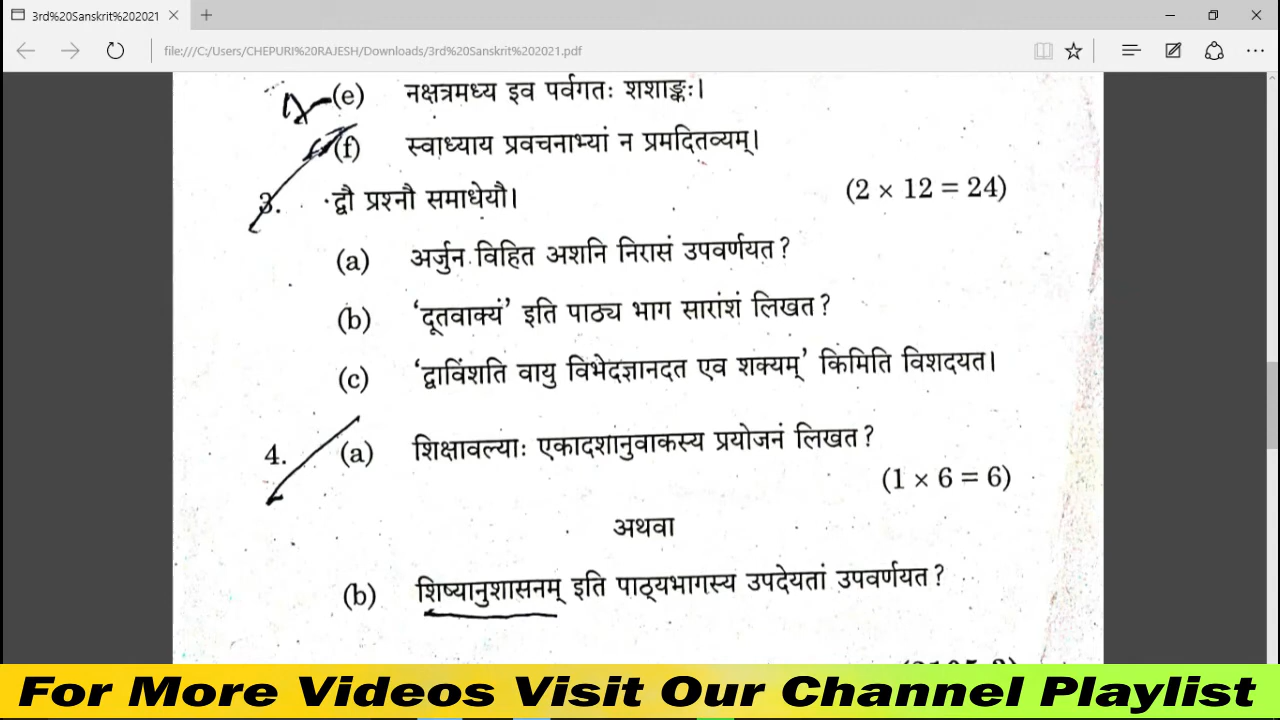 3rd%20Sanskrit%202021
file:///C:/Users/CHEPURI%20RAJESH/Downloads/3rd%20Sanskrit%202021.pdf
(e) नक्षत्रमध्य इव पर्वगतः शशाङ्कः।
(f) स्वाध्याय प्रवचनाभ्यां न प्रमदितव्यम्।
3. द्वौ प्रश्नौ समाधेयौ। (2 × 12 = 24)
(a) अर्जुन विहित अशनि निरासं उपवर्णयत?
(b) ‘दूतवाक्यं’ इति पाठ्य भाग सारांशं लिखत?
(c) ‘द्वाविंशति वायु विभेदज्ञानदत एव शक्यम्’ किमिति विशदयत।
4. (a) शिक्षावल्याः एकादशानुवाकस्य प्रयोजनं लिखत?
(1 × 6 = 6)
अथवा
(b) शिष्यानुशासनम् इति पाठ्यभागस्य उपदेयतां उपवर्णयत?
For More Videos Visit Our Channel Playlist